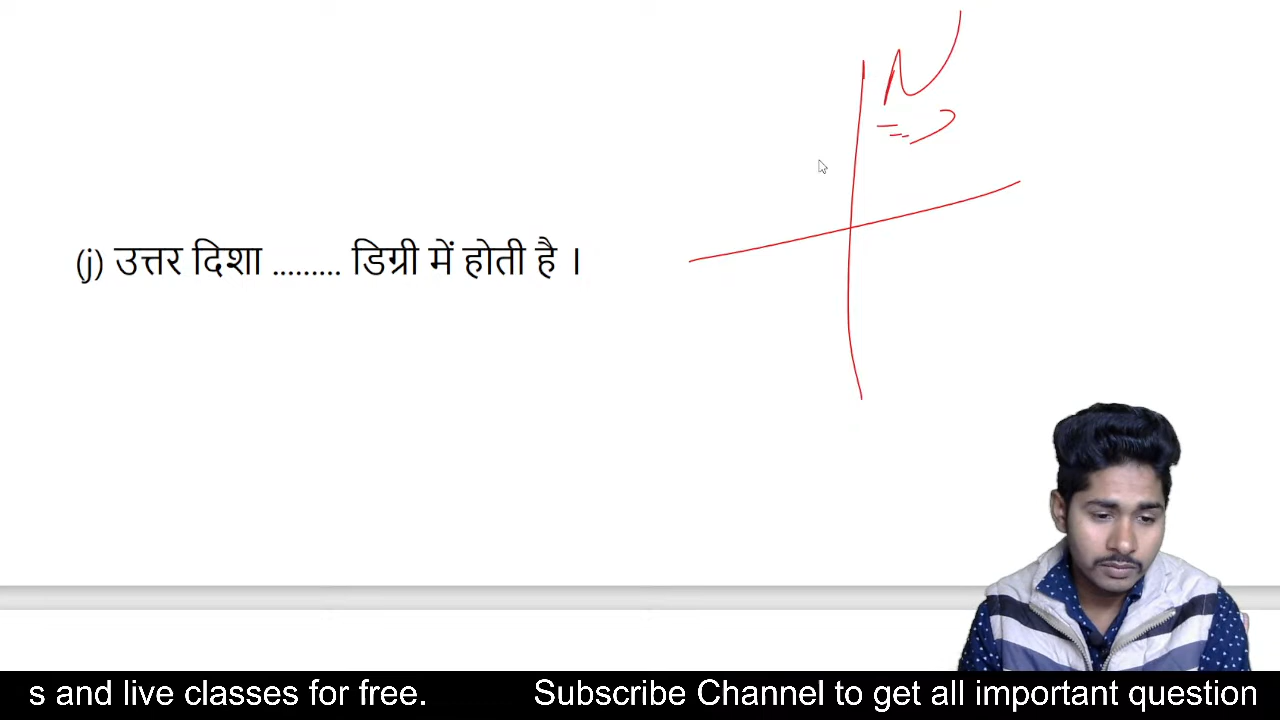 N
(j) उत्तर दिशा ......... डिग्री में होती है ।
s and live classes for free. Subscribe Channel to get all important question